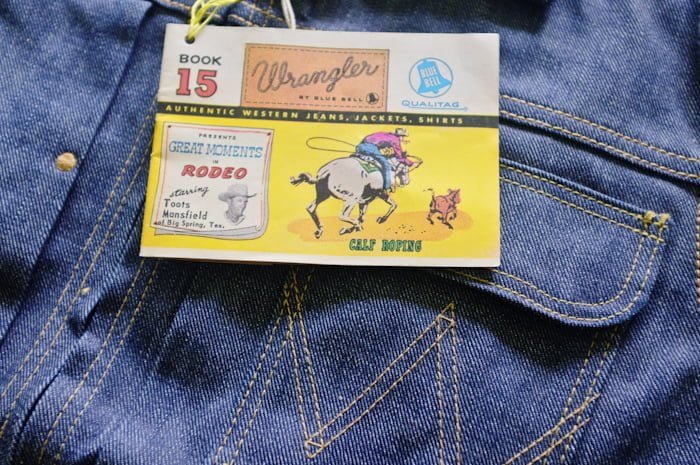 BOOK
15
Wrangler
BY BLUE BELL
BLUE
BELL
QUALITAG
AUTHENTIC WESTERN JEANS, JACKETS, SHIRTS
PRESENTS
GREAT MOMENTS
IN
RODEO
starring
Toots
Mansfield
of Big Spring, Tex.
CALF ROPING